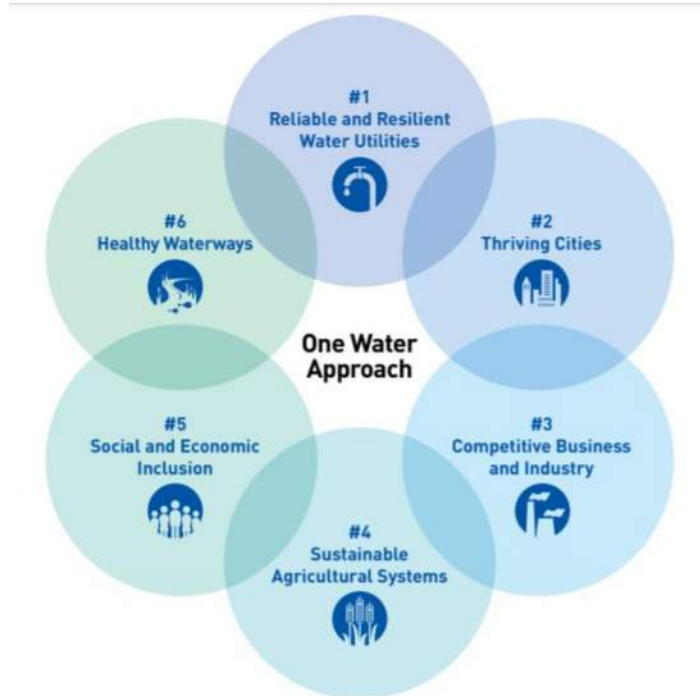 #1
Reliable and Resilient
Water Utilities
#2
Thriving Cities
#3
Competitive Business
and Industry
#4
Sustainable
Agricultural Systems
#5
Social and Economic
Inclusion
#6
Healthy Waterways
One Water
Approach